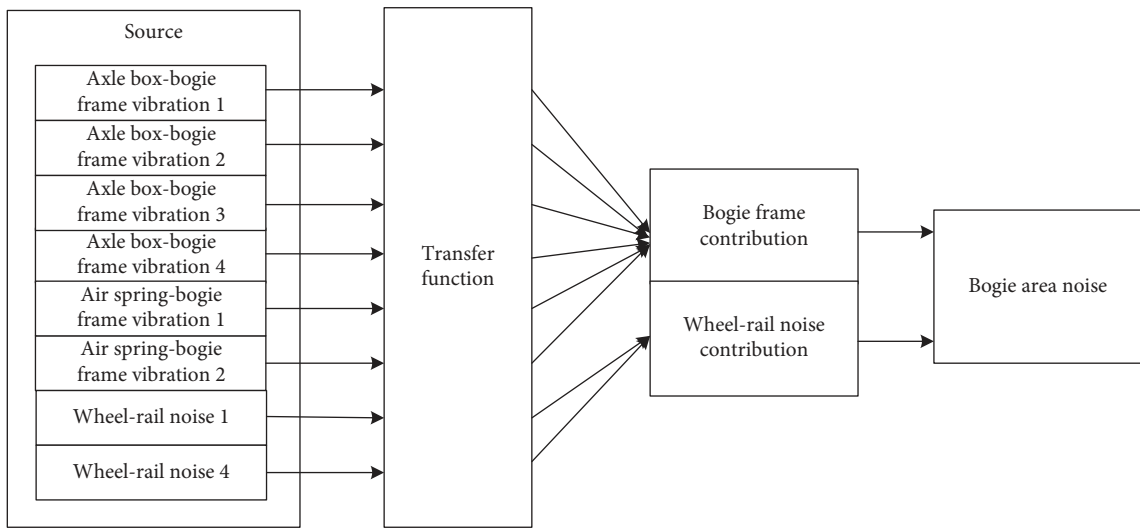 Source
Axle box-bogie
frame vibration 1
Axle box-bogie
frame vibration 2
Axle box-bogie
frame vibration 3
Axle box-bogie
frame vibration 4
Air spring-bogie
frame vibration 1
Air spring-bogie
frame vibration 2
Wheel-rail noise 1
Wheel-rail noise 4
Transfer
function
Bogie frame
contribution
Wheel-rail noise
contribution
Bogie area noise